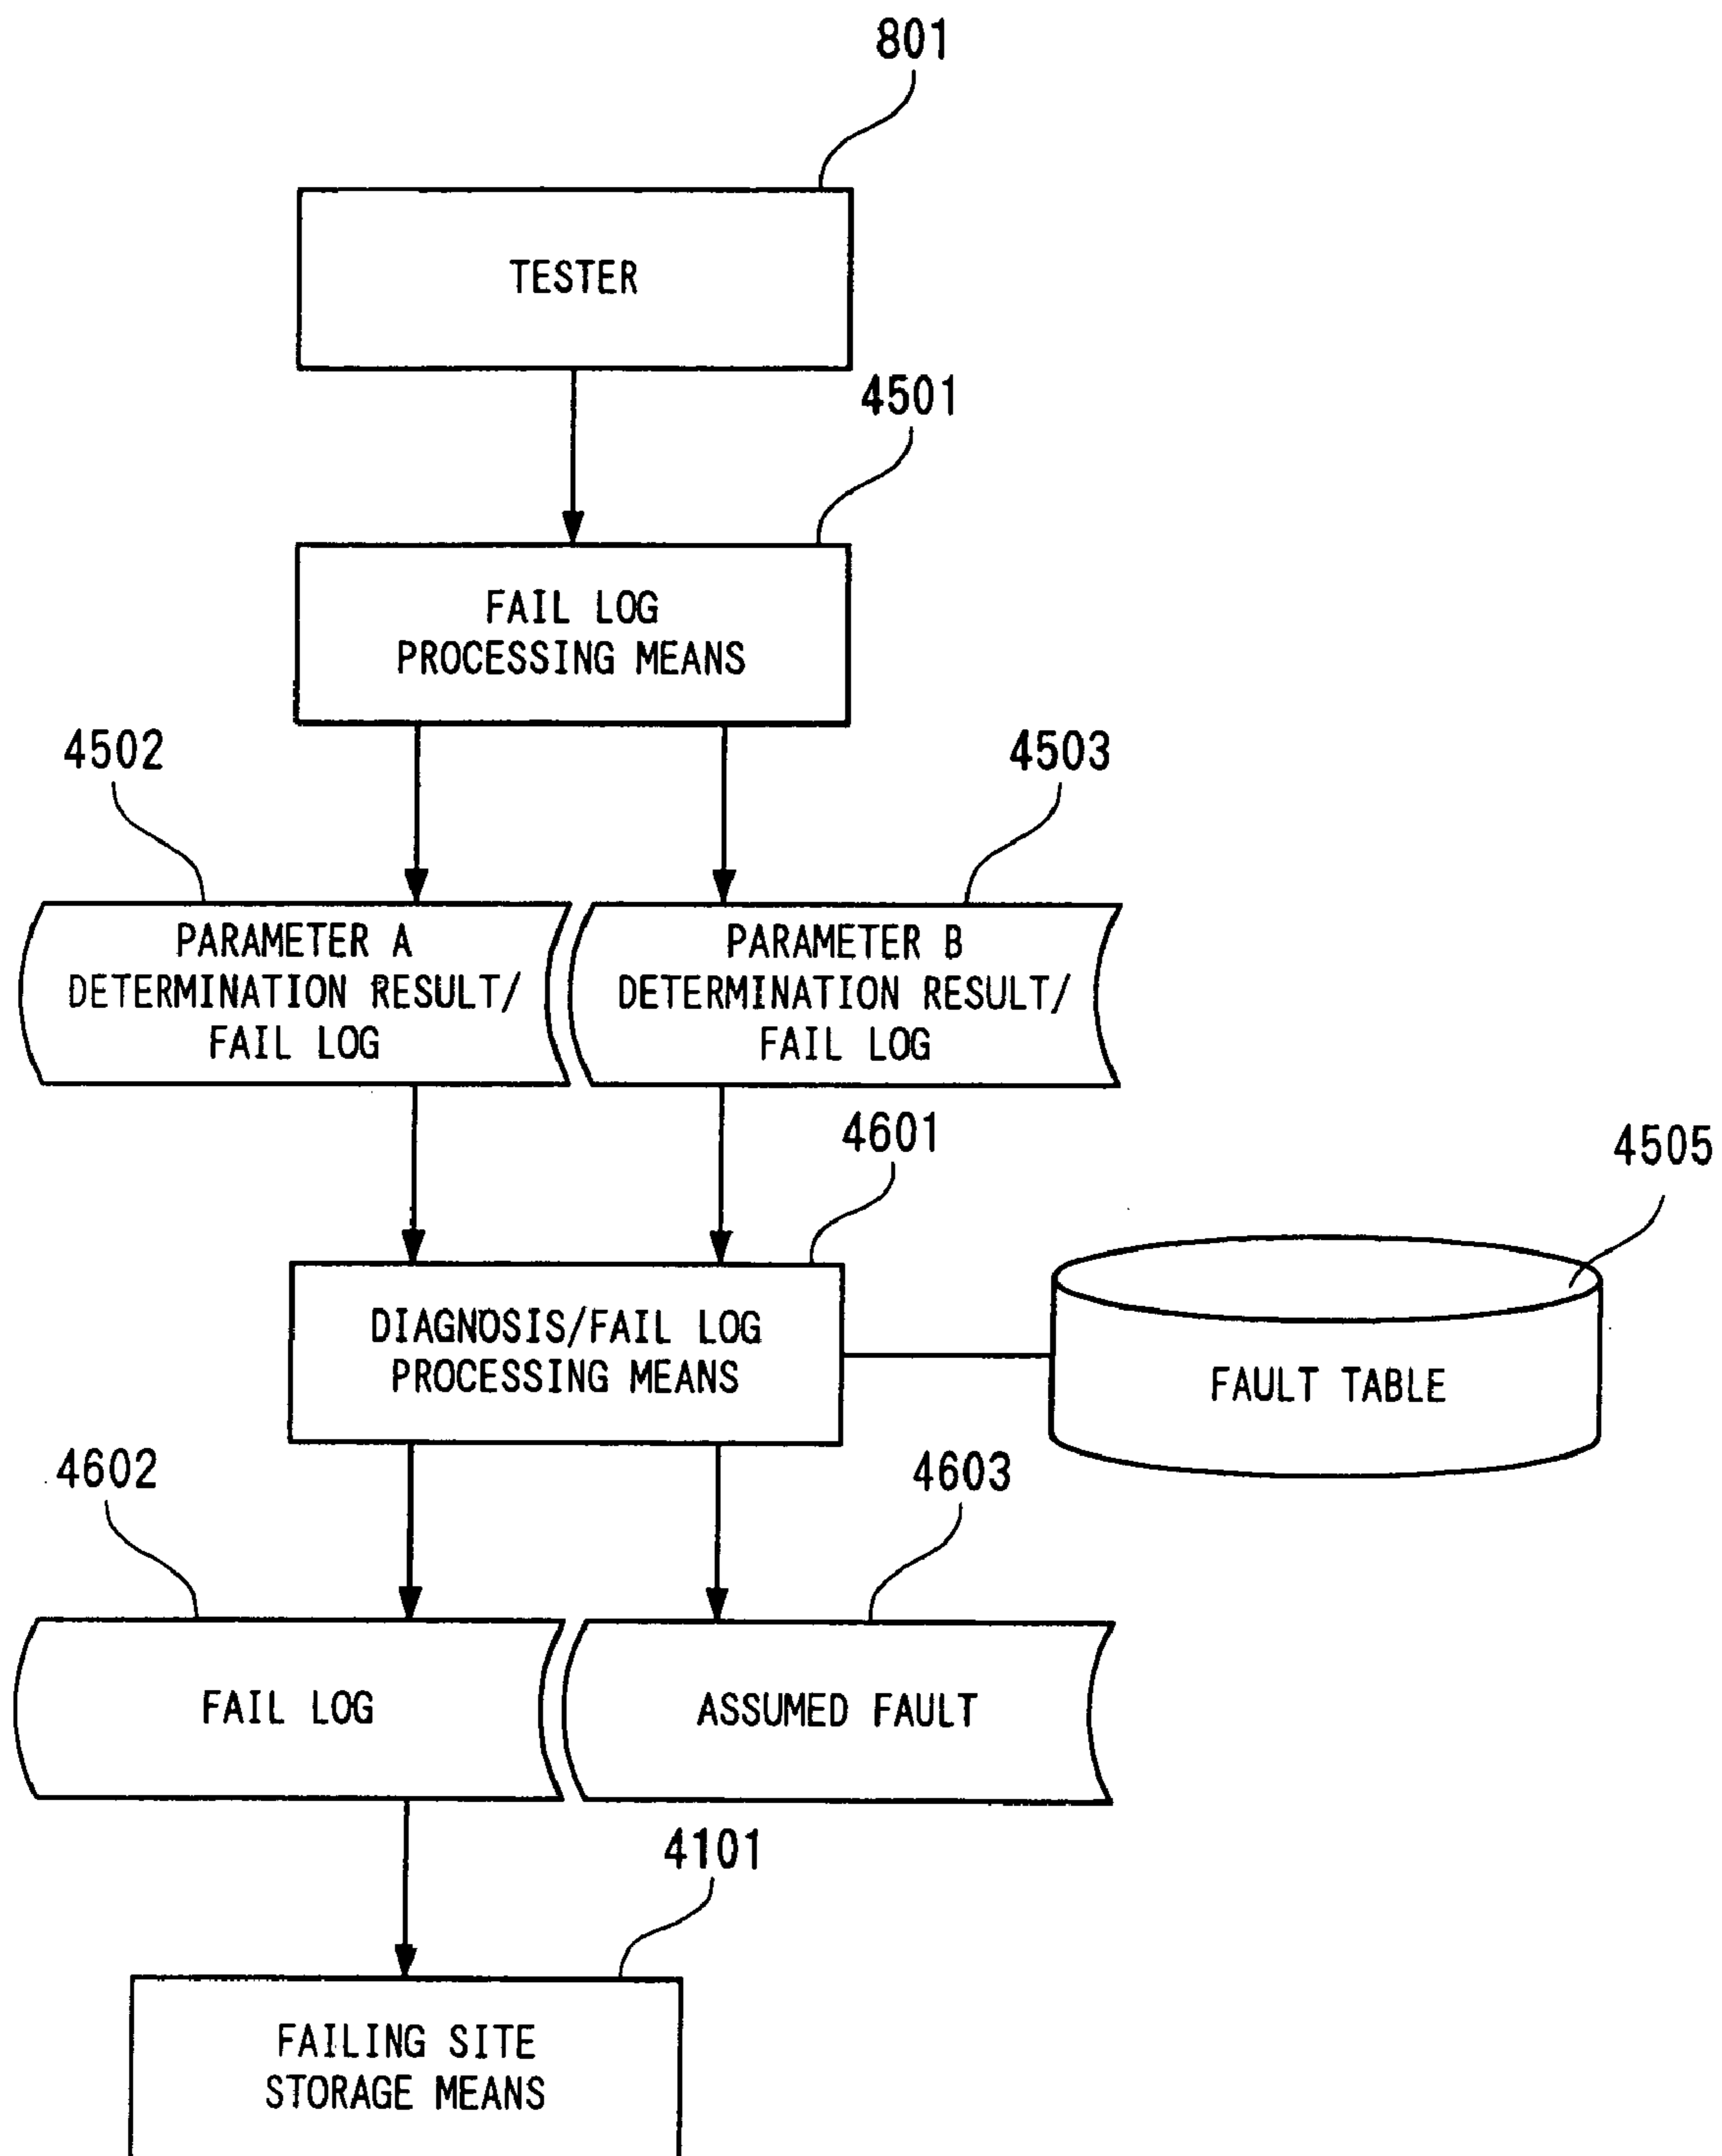 801
TESTER
4501
FAIL LOG
PROCESSING MEANS
4502
4503
PARAMETER A
DETERMINATION RESULT/
FAIL LOG
PARAMETER B
DETERMINATION RESULT/
FAIL LOG
4601
4505
DIAGNOSIS/FAIL LOG
PROCESSING MEANS
FAULT TABLE
4602
4603
FAIL LOG
ASSUMED FAULT
4101
FAILING SITE
STORAGE MEANS